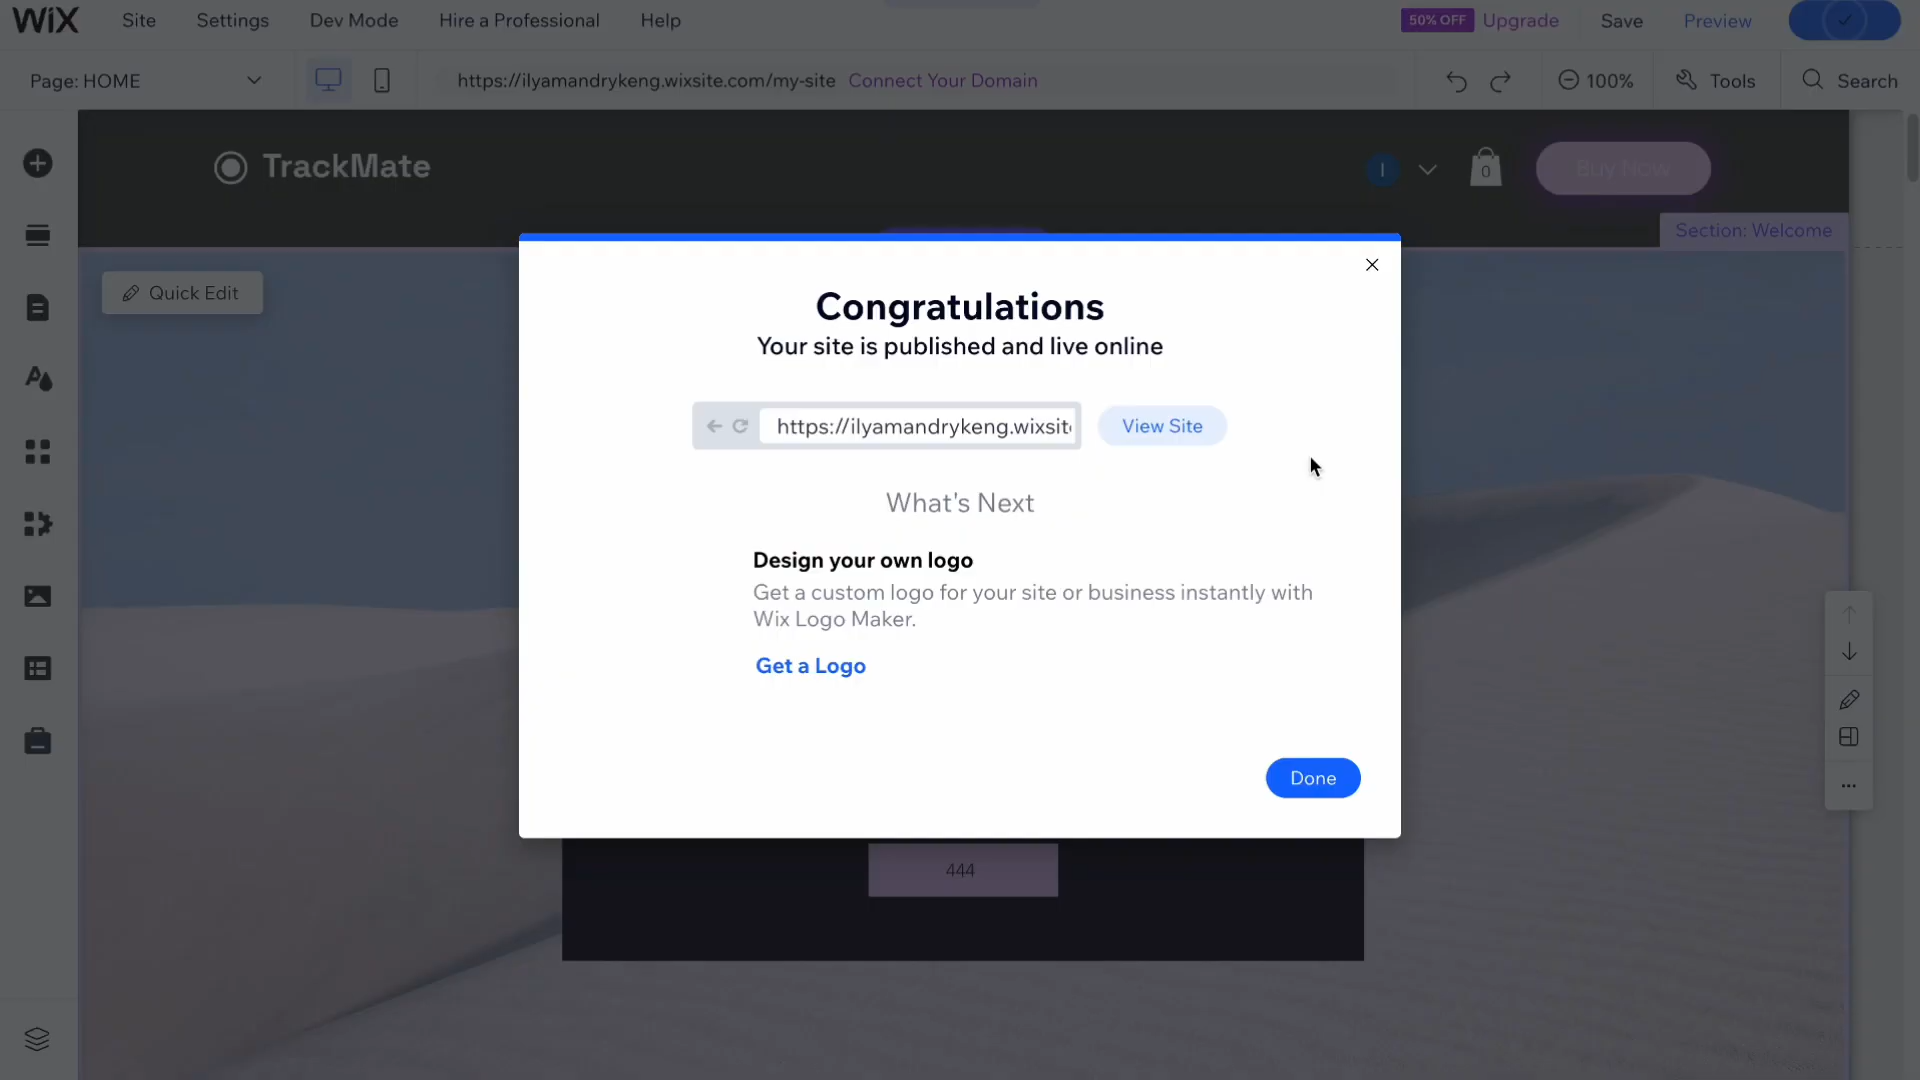 WiX Site Settings Dev Mode Hire a Professional Help 50% OFF Upgrade Save Preview
Page: HOME https://ilyamandrykeng.wixsite.com/my-site Connect Your Domain 100% Tools Search
TrackMate I 0 Buy Now
Section: Welcome
Quick Edit
Congratulations
Your site is published and live online
https://ilyamandrykeng.wixsit View Site
What's Next
Design your own logo
Get a custom logo for your site or business instantly with
Wix Logo Maker.
Get a Logo
Done
444